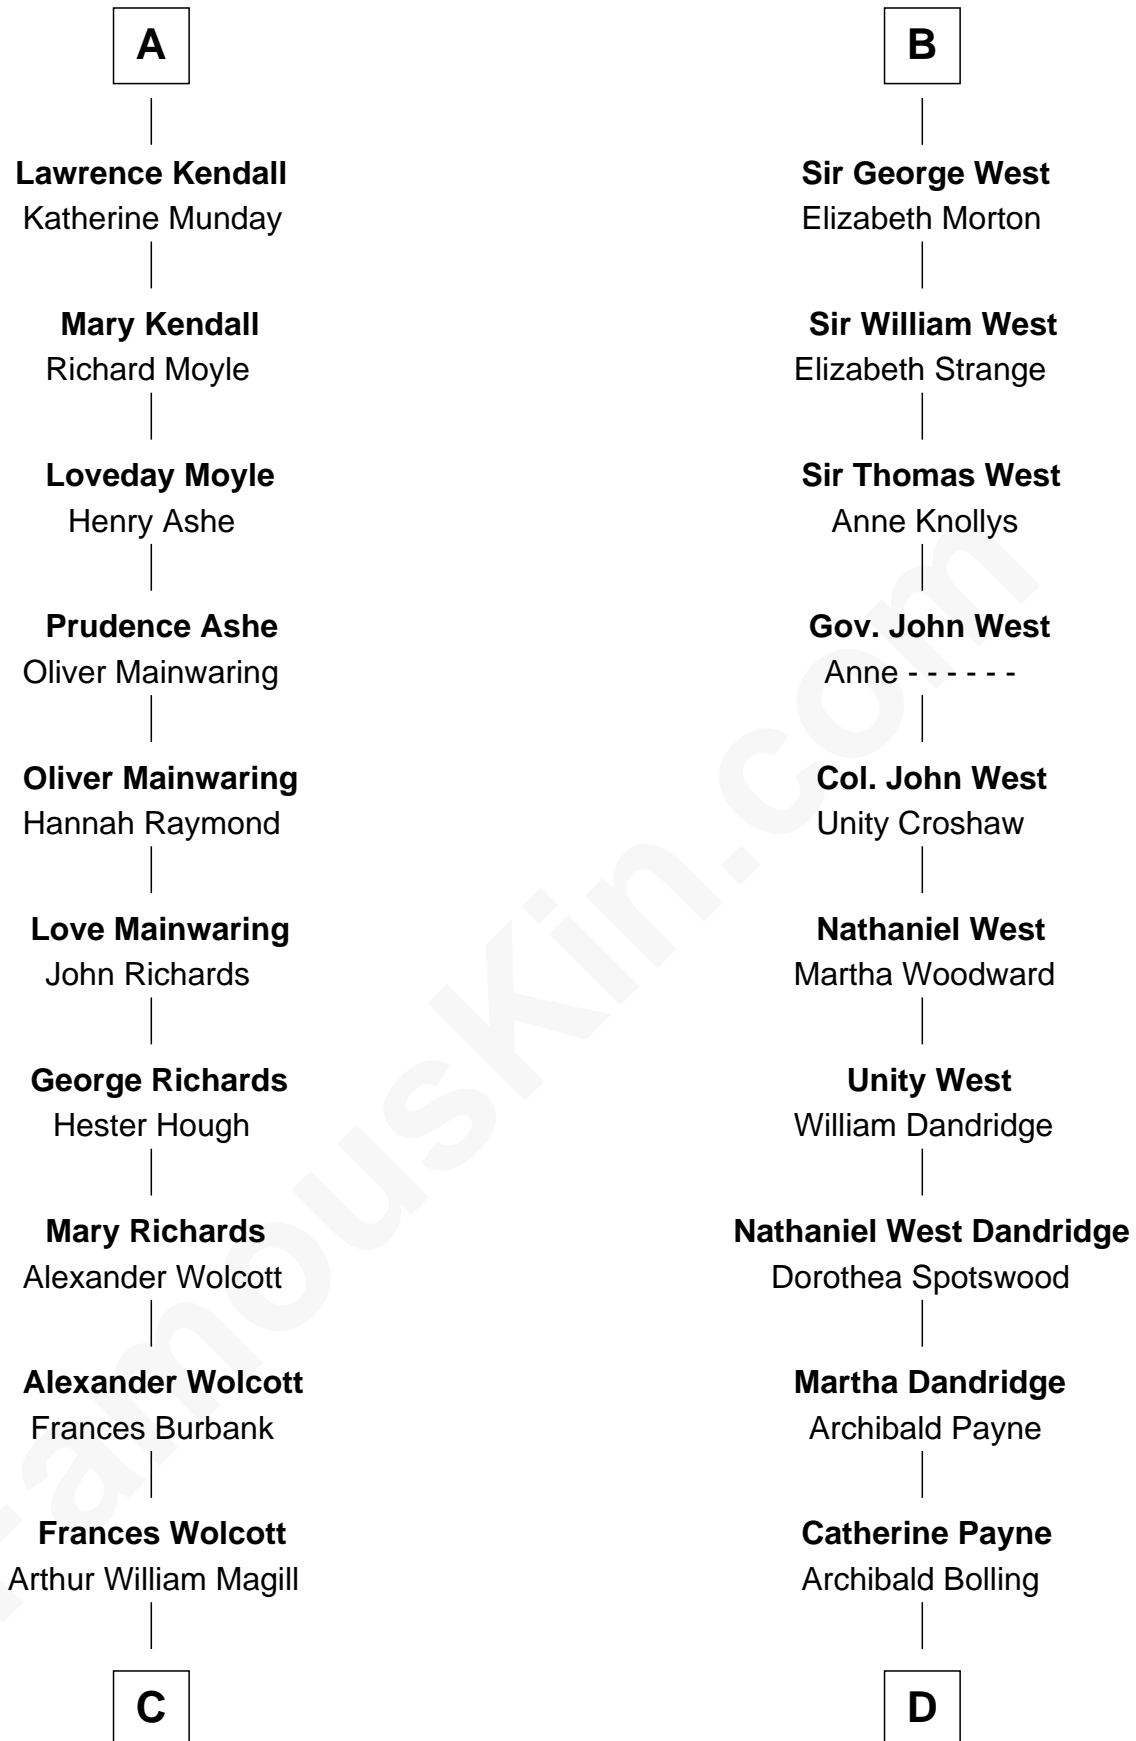 A
Lawrence Kendall
Katherine Munday
Mary Kendall
Richard Moyle
Loveday Moyle
Henry Ashe
Prudence Ashe
Oliver Mainwaring
Oliver Mainwaring
Hannah Raymond
Love Mainwaring
John Richards
George Richards
Hester Hough
Mary Richards
Alexander Wolcott
Alexander Wolcott
Frances Burbank
Frances Wolcott
Arthur William Magill
C
B
Sir George West
Elizabeth Morton
Sir William West
Elizabeth Strange
Sir Thomas West
Anne Knollys
Gov. John West
Anne - - - - - -
Col. John West
Unity Croshaw
Nathaniel West
Martha Woodward
Unity West
William Dandridge
Nathaniel West Dandridge
Dorothea Spotswood
Martha Dandridge
Archibald Payne
Catherine Payne
Archibald Bolling
D
FamousKin.com